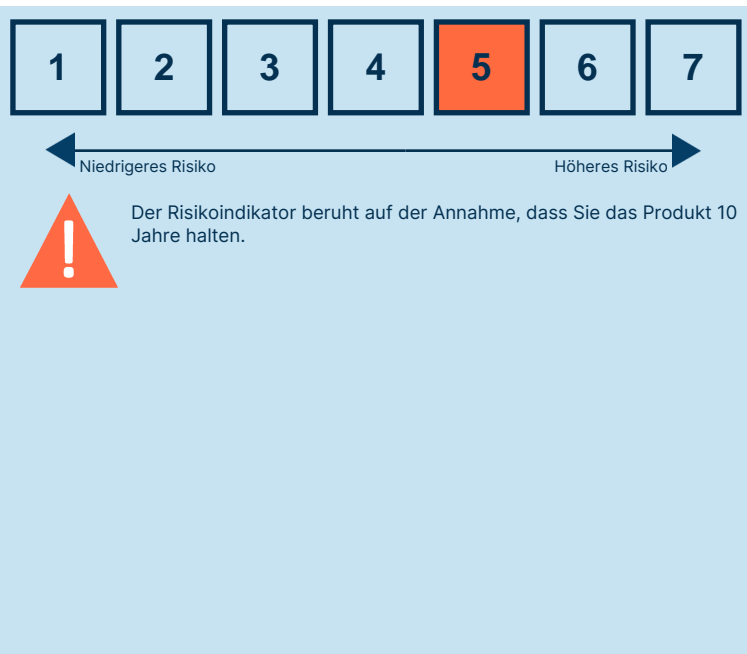 1 2 3 4 5 6 7
Niedrigeres Risiko Höheres Risiko
! Der Risikoindikator beruht auf der Annahme, dass Sie das Produkt 10
Jahre halten.